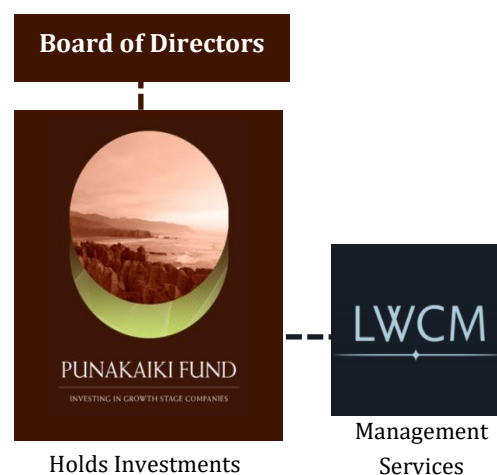 Board of Directors
PUNAKAIKI FUND
INVESTING IN GROWTH STAGE COMPANIES
Holds Investments
LWCM
Management
Services